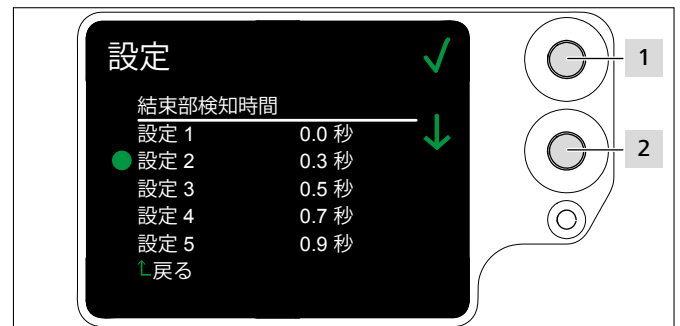 設定
結束部検知時間
設定 1 0.0 秒
設定 2 0.3 秒
設定 3 0.5 秒
設定 4 0.7 秒
設定 5 0.9 秒
戻る
1
2